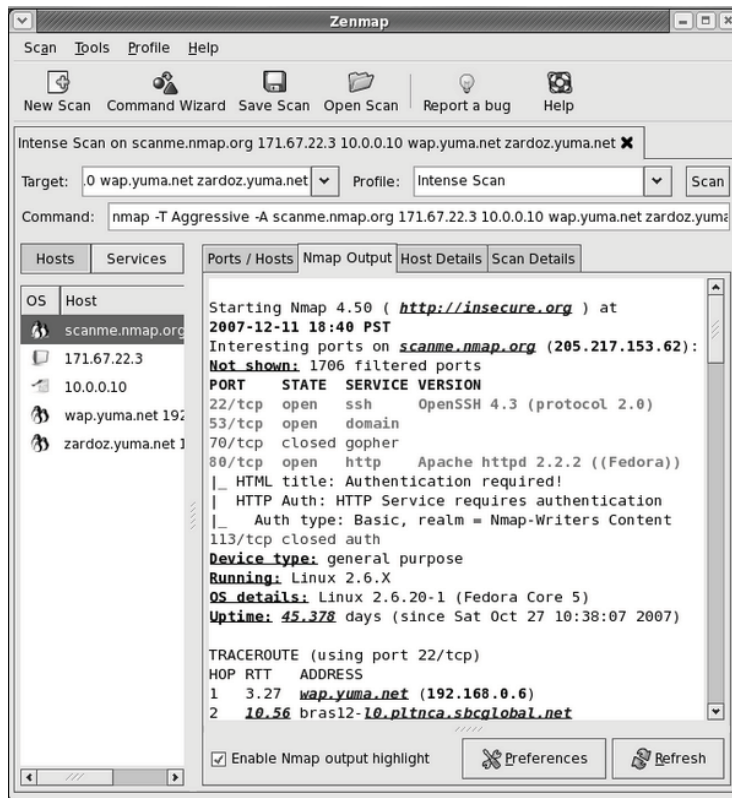 Zenmap
Scan Tools Profile Help
New Scan Command Wizard Save Scan Open Scan Report a bug Help
Intense Scan on scanme.nmap.org 171.67.22.3 10.0.0.10 wap.yuma.net zardoz.yuma.net
Target: .0 wap.yuma.net zardoz.yuma.net Profile: Intense Scan Scan
Command: nmap -T Aggressive -A scanme.nmap.org 171.67.22.3 10.0.0.10 wap.yuma.net zardoz.yuma
Hosts Services
OS Host
scanme.nmap.org
171.67.22.3
10.0.0.10
wap.yuma.net 192
zardoz.yuma.net 1
Ports / Hosts Nmap Output Host Details Scan Details
Starting Nmap 4.50 ( http://insecure.org ) at
2007-12-11 18:40 PST
Interesting ports on scanme.nmap.org (205.217.153.62):
Not shown: 1706 filtered ports
PORT STATE SERVICE VERSION
22/tcp open ssh OpenSSH 4.3 (protocol 2.0)
53/tcp open domain
70/tcp closed gopher
80/tcp open http Apache httpd 2.2.2 ((Fedora))
|_ HTML title: Authentication required!
| HTTP Auth: HTTP Service requires authentication
|_ Auth type: Basic, realm = Nmap-Writers Content
113/tcp closed auth
Device type: general purpose
Running: Linux 2.6.X
OS details: Linux 2.6.20-1 (Fedora Core 5)
Uptime: 45.378 days (since Sat Oct 27 10:38:07 2007)
TRACEROUTE (using port 22/tcp)
HOP RTT ADDRESS
1 3.27 wap.yuma.net (192.168.0.6)
2 10.56 bras12-l0.pltnca.sbcglobal.net
Enable Nmap output highlight Preferences Refresh